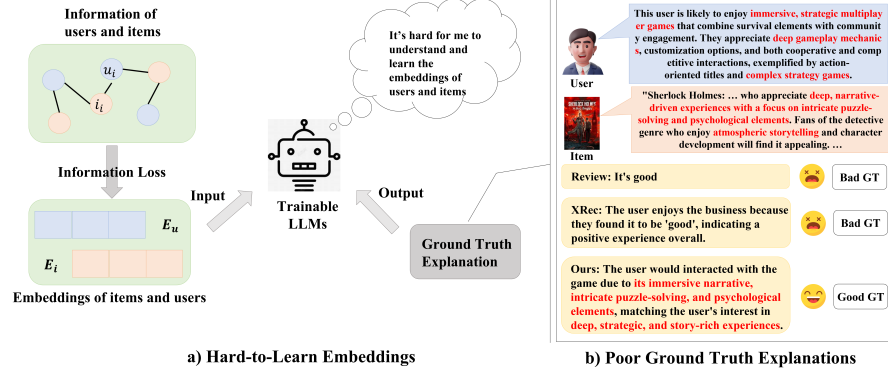 Information of
users and items
u_i
i_i
Information Loss
E_u
E_i
Embeddings of items and users
Input
It's hard for me to
understand and
learn the
embeddings of
users and items
Trainable
LLMs
Output
Ground Truth
Explanation
a) Hard-to-Learn Embeddings
This user is likely to enjoy immersive, strategic multiplay
er games that combine survival elements with communit
y engagement. They appreciate deep gameplay mechanic
s, customization options, and both cooperative and comp
etitive interactions, exemplified by action-
oriented titles and complex strategy games.
User
"Sherlock Holmes: … who appreciate deep, narrative-
driven experiences with a focus on intricate puzzle-
solving and psychological elements. Fans of the detective
genre who enjoy atmospheric storytelling and character
development will find it appealing. …
Item
Review: It's good
Bad GT
XRec: The user enjoys the business because
they found it to be 'good', indicating a
positive experience overall.
Bad GT
Ours: The user would interacted with the
game due to its immersive narrative,
intricate puzzle-solving, and psychological
elements, matching the user's interest in
deep, strategic, and story-rich experiences.
Good GT
b) Poor Ground Truth Explanations